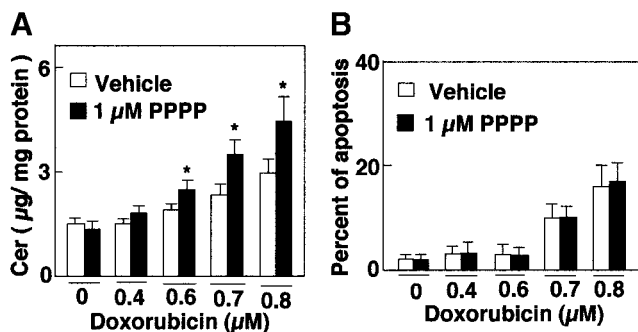 A
Cer ( µg/ mg protein )
6
3
0
Vehicle
1 µM PPPP
*
*
*
0 0.4 0.6 0.7 0.8
Doxorubicin (µM)
B
Percent of apoptosis
40
20
0
Vehicle
1 µM PPPP
0 0.4 0.6 0.7 0.8
Doxorubicin (µM)